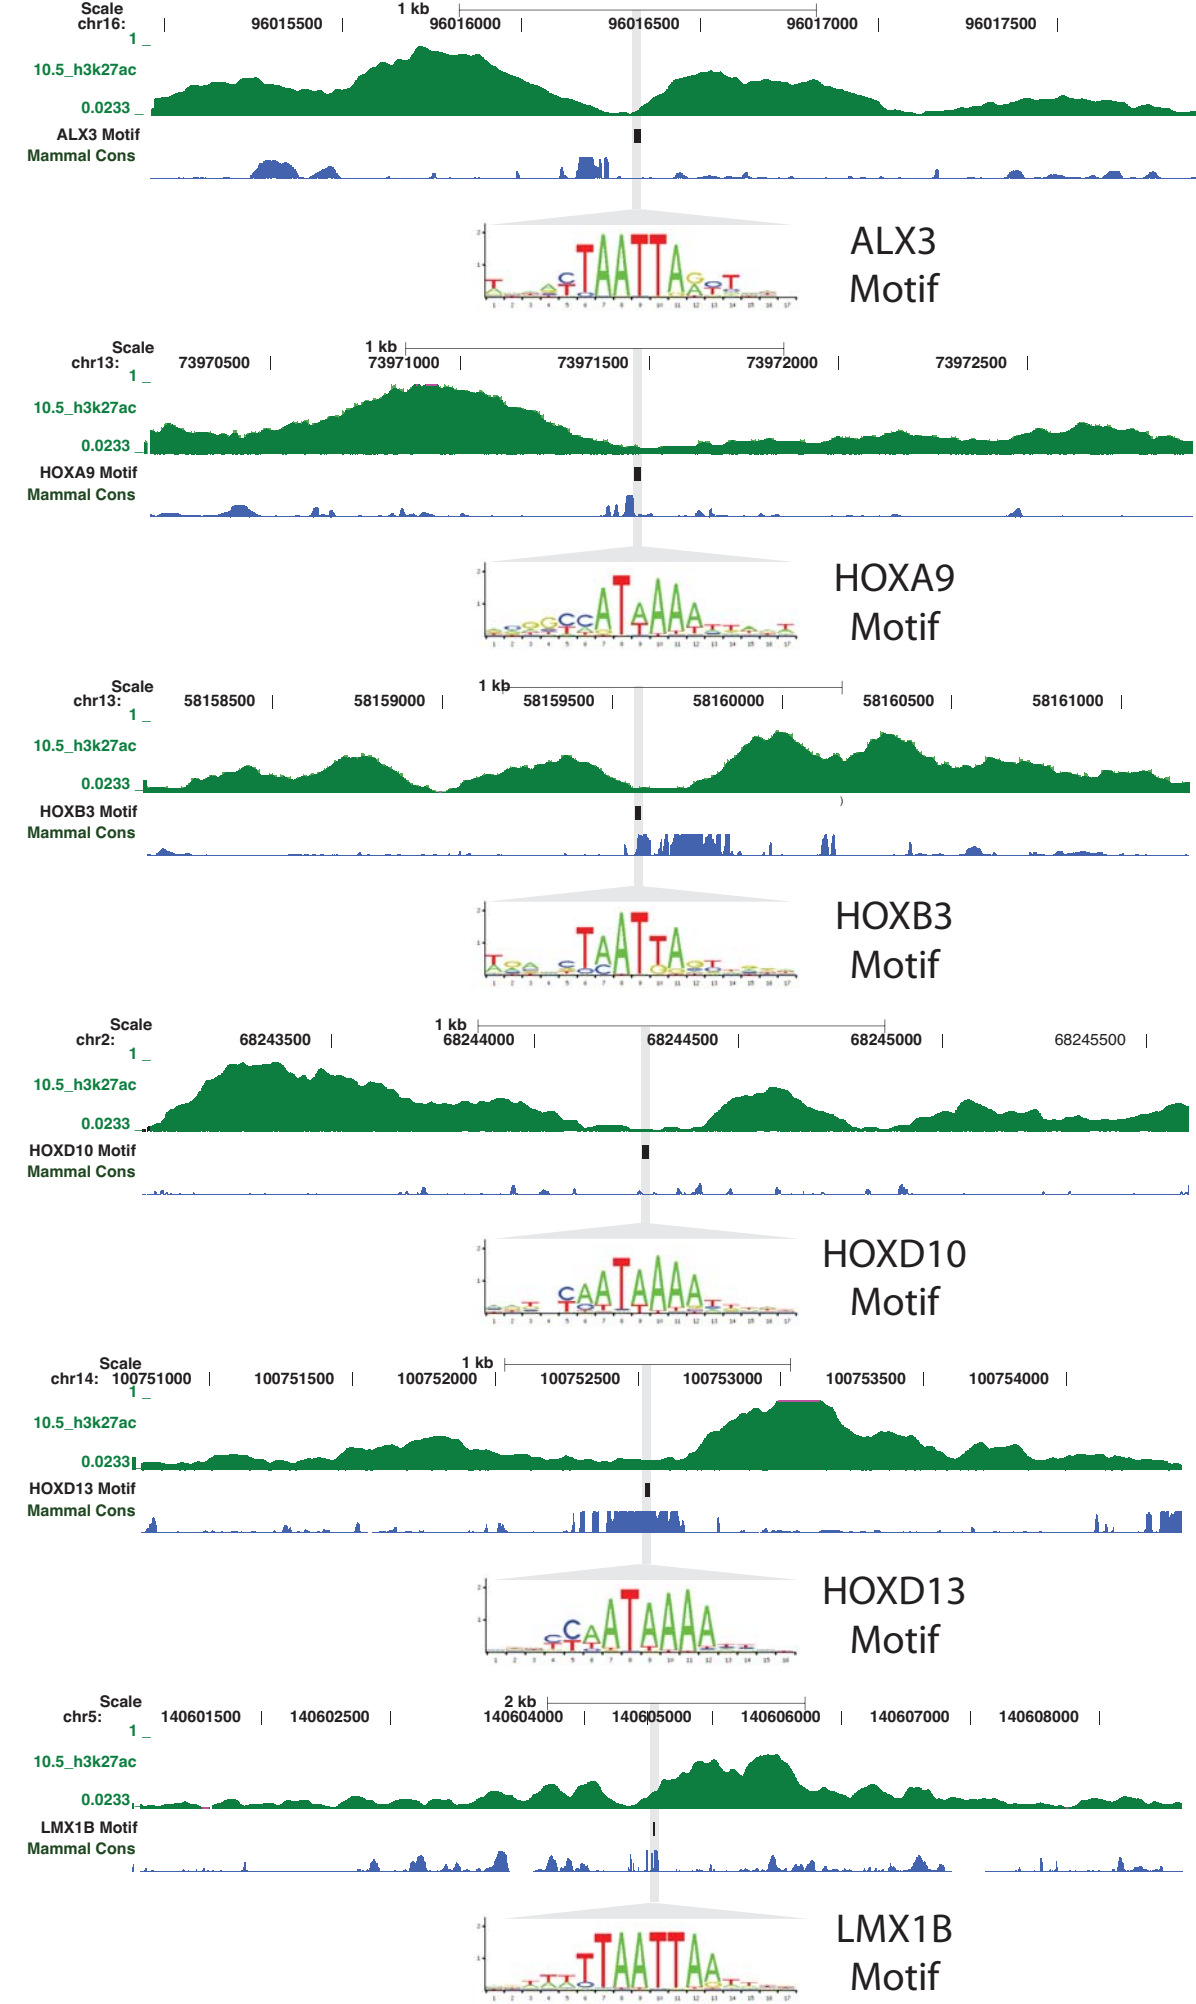 Scale 1 kb
chr16: 96015500 96016000 96016500 96017000 96017500
1
10.5_h3k27ac
0.0233
ALX3 Motif
Mammal Cons
ALX3
Motif
Scale 1 kb
chr13: 73970500 73971000 73971500 73972000 73972500
1
10.5_h3k27ac
0.0233
HOXA9 Motif
Mammal Cons
HOXA9
Motif
Scale 1 kb
chr13: 58158500 58159000 58159500 58160000 58160500 58161000
1
10.5_h3k27ac
0.0233
HOXB3 Motif
)
Mammal Cons
HOXB3
Motif
Scale 1 kb
chr2: 68243500 68244000 68244500 68245000 68245500
1
10.5_h3k27ac
0.0233
HOXD10 Motif
Mammal Cons
HOXD10
Motif
Scale 1 kb
chr14: 100751000 100751500 100752000 100752500 100753000 100753500 100754000
1
10.5_h3k27ac
0.0233
HOXD13 Motif
Mammal Cons
HOXD13
Motif
Scale 2 kb
chr5: 140601500 140602500 140604000 140605000 140606000 140607000 140608000
1
10.5_h3k27ac
0.0233
LMX1B Motif
Mammal Cons
LMX1B
Motif